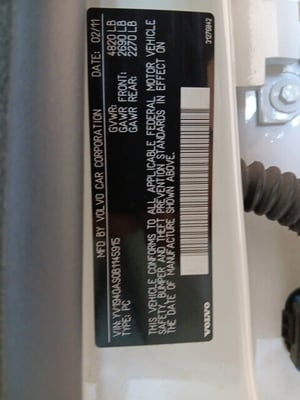 MFD. BY VOLVO CAR CORPORATION DATE: 02/11
GVWR: 4820 LB
GAWR FRONT: 2690 LB
GAWR REAR: 2270 LB
VIN: YV1940AS0B1145915
TYPE: PC
THIS VEHICLE CONFORMS TO ALL APPLICABLE FEDERAL MOTOR VEHICLE
SAFETY, BUMPER AND THEFT PREVENTION STANDARDS IN EFFECT ON
THE DATE OF MANUFACTURE SHOWN ABOVE.
VOLVO